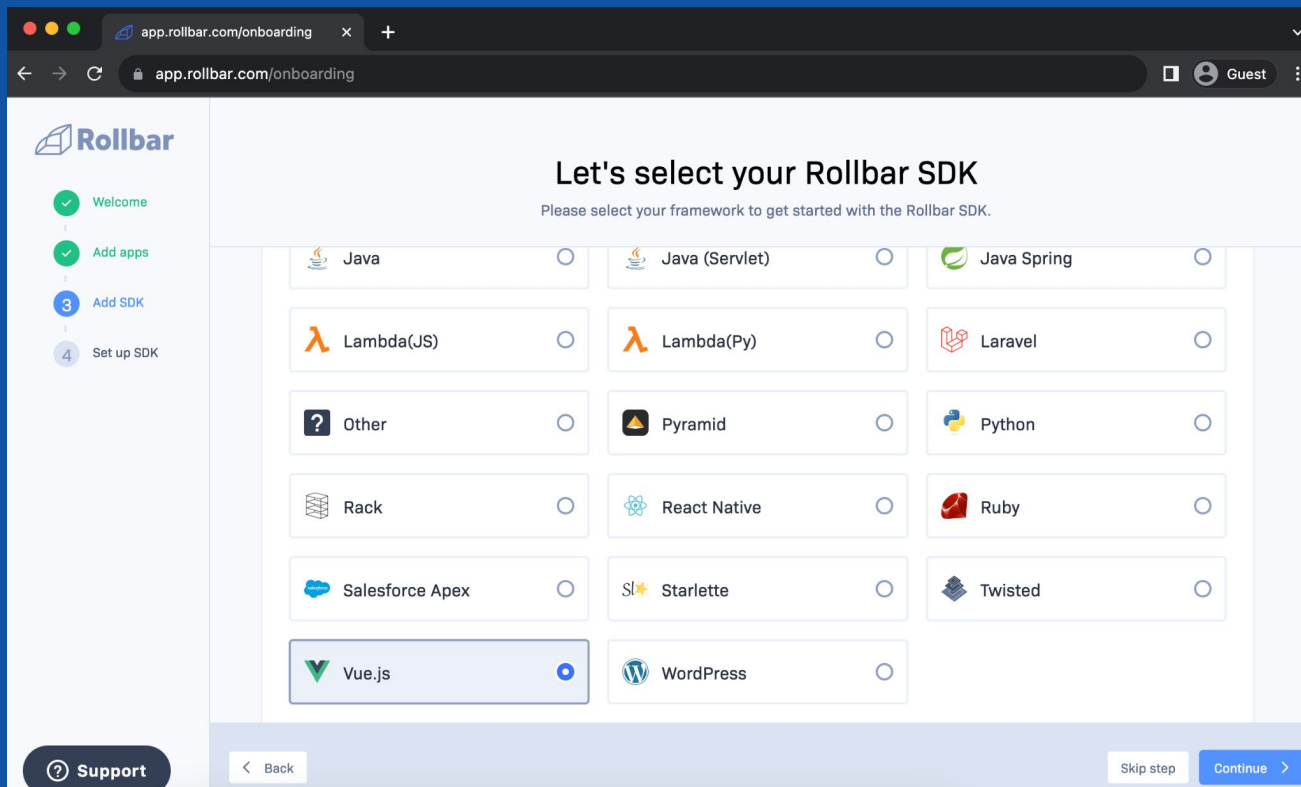 app.rollbar.com/onboarding
app.rollbar.com/onboarding
Guest
Rollbar
Welcome
Add apps
3 Add SDK
4 Set up SDK
Let's select your Rollbar SDK
Please select your framework to get started with the Rollbar SDK.
Java
Java (Servlet)
Java Spring
Lambda(JS)
Lambda(Py)
Laravel
? Other
Pyramid
Python
Rack
React Native
Ruby
Salesforce Apex
Starlette
Twisted
Vue.js
WordPress
? Support
Back
Skip step
Continue